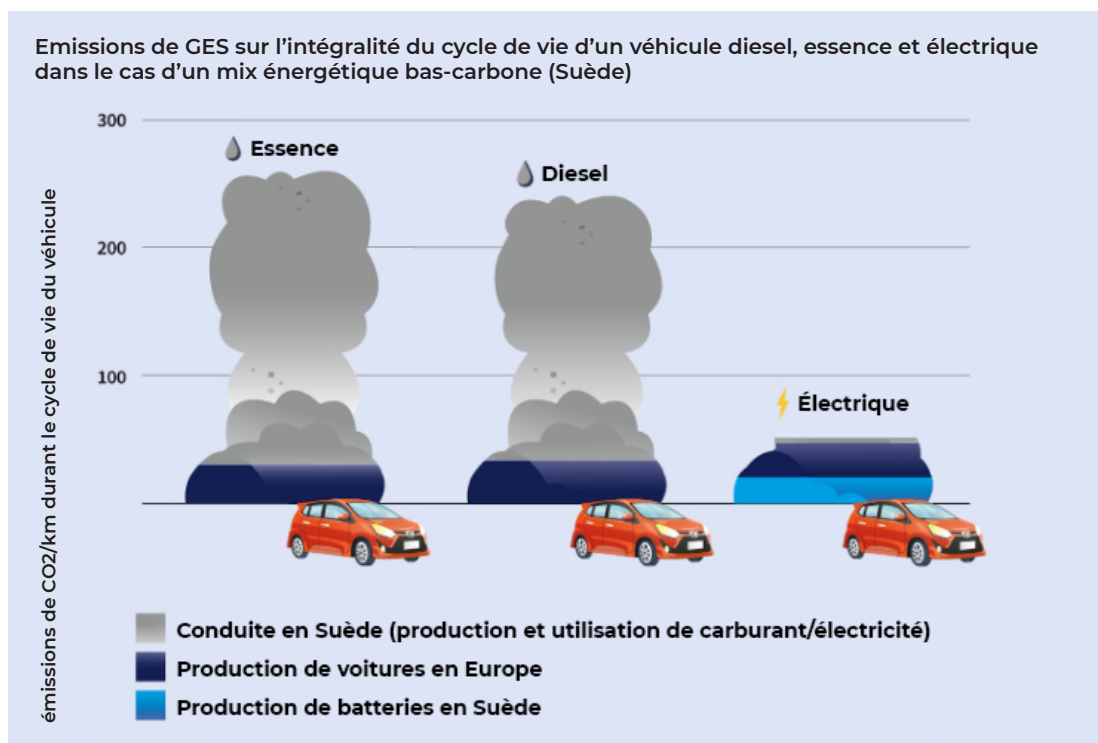 Emissions de GES sur l’intégralité du cycle de vie d’un véhicule diesel, essence et électrique
dans le cas d’un mix énergétique bas-carbone (Suède)
émissions de CO2/km durant le cycle de vie du véhicule
300
200
100
Essence
Diesel
Électrique
Conduite en Suède (production et utilisation de carburant/électricité)
Production de voitures en Europe
Production de batteries en Suède